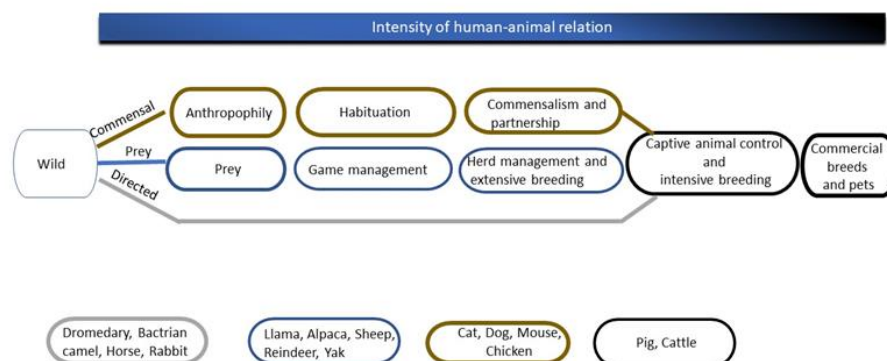 Intensity of human-animal relation
Commensal
Anthropophily
Habituation
Commensalism and
partnership
Wild
Prey
Prey
Game management
Herd management and
extensive breeding
Captive animal control
and
intensive breeding
Commercial
breeds
and pets
Directed
Dromedary, Bactrian
camel, Horse, Rabbit
Llama, Alpaca, Sheep,
Reindeer, Yak
Cat, Dog, Mouse,
Chicken
Pig, Cattle